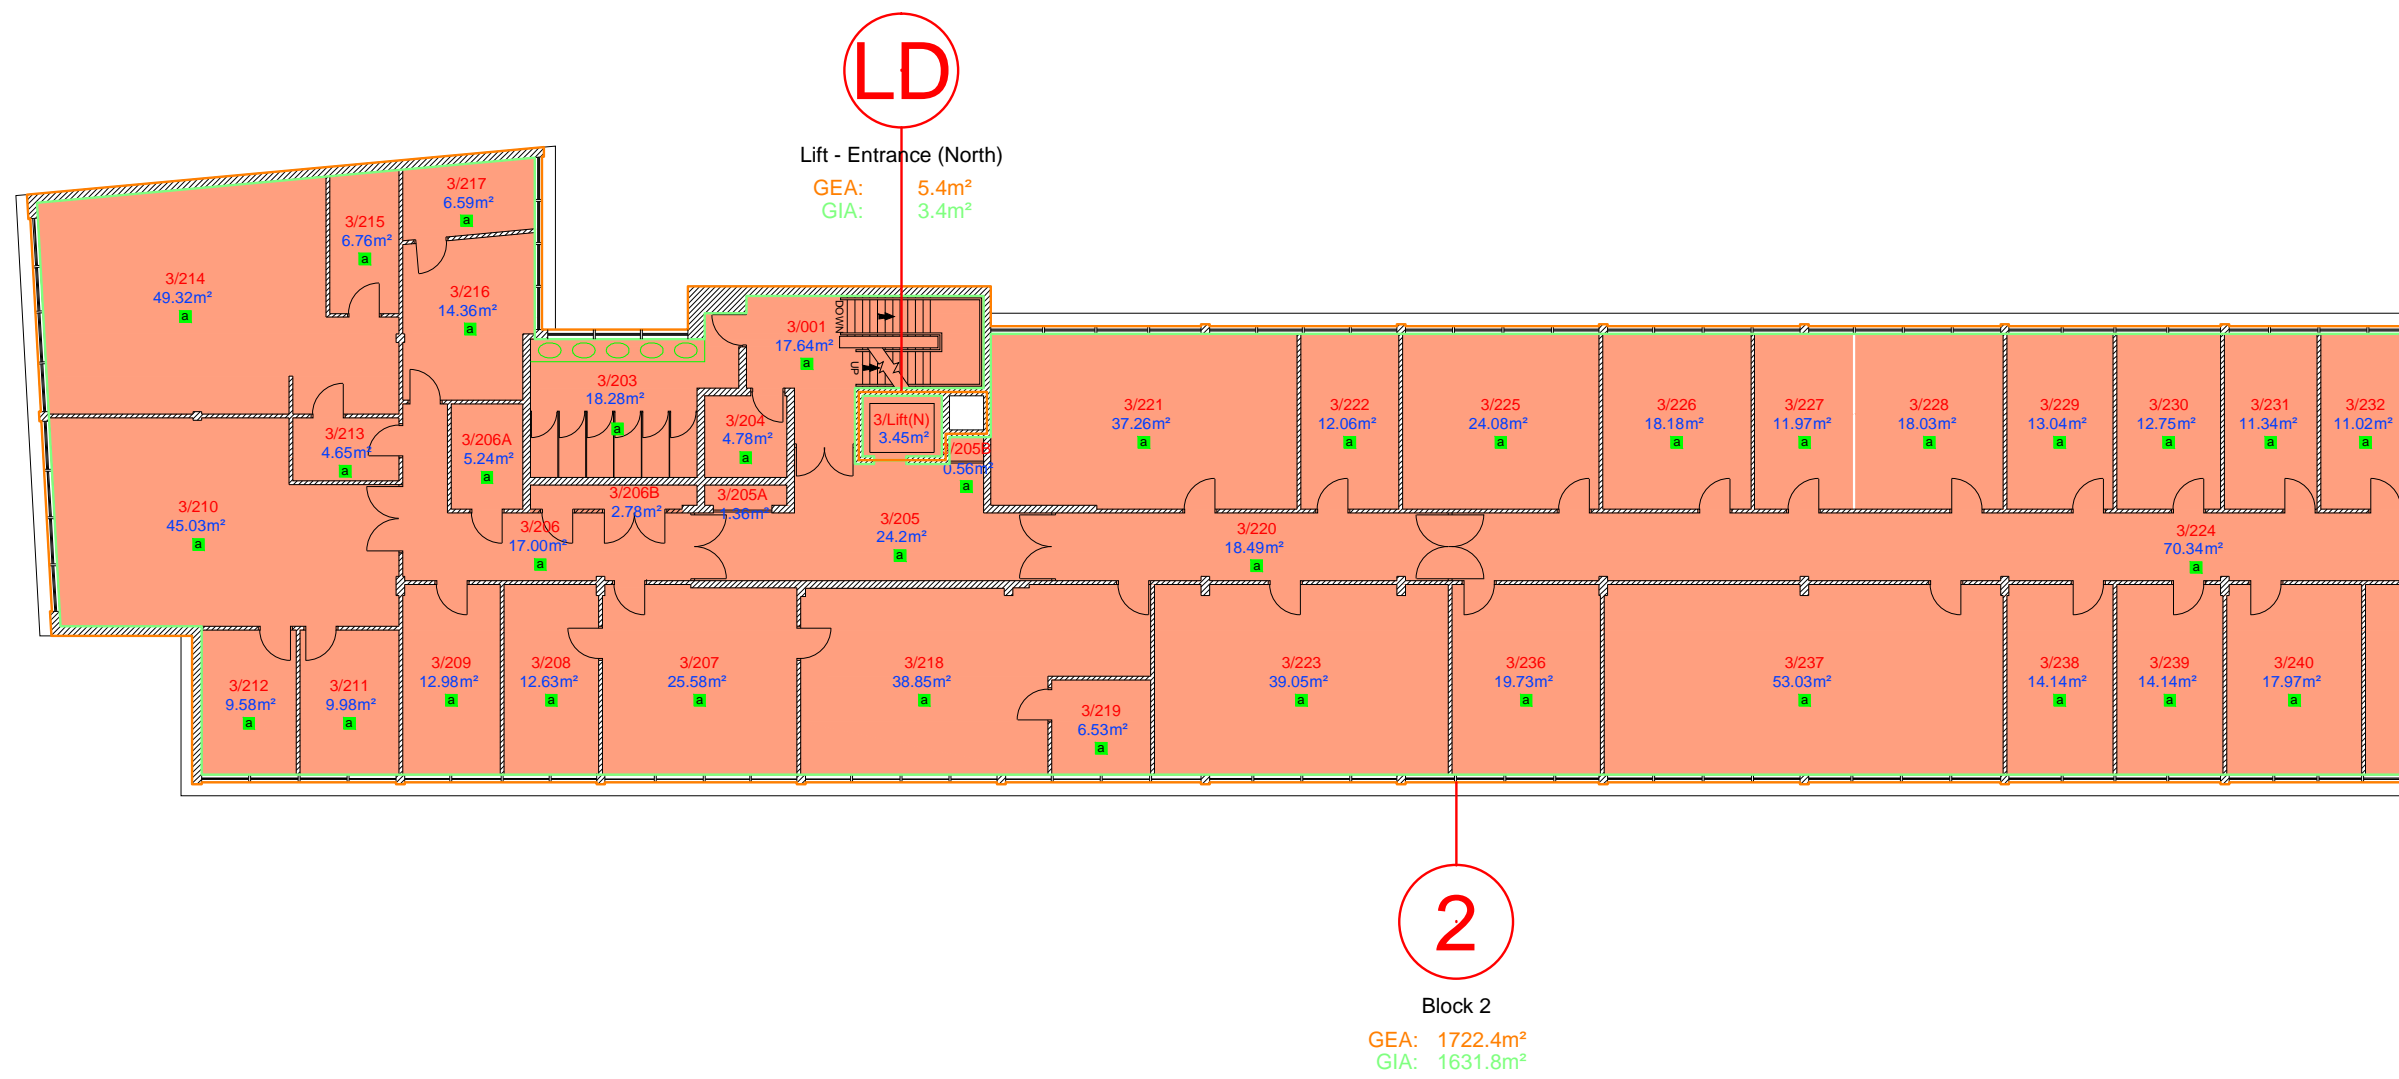 LD
Lift - Entrance (North)
GEA: 5.4m²
GIA: 3.4m²
3/217
6.59m²
a
3/215
6.76m²
a
3/214
49.32m²
a
3/216
14.36m²
a
3/001
17.64m²
a
DOWN
UP
3/203
18.28m²
a
3/204
4.78m²
a
3/Lift(N)
3.45m²
3/205B
0.56m²
a
3/213
4.65m²
a
3/206A
5.24m²
a
3/206B
2.78m²
3/205A
1.36m²
3/210
45.03m²
a
3/206
17.00m²
a
3/205
24.2m²
a
3/221
37.26m²
a
3/222
12.06m²
a
3/225
24.08m²
a
3/226
18.18m²
a
3/227
11.97m²
a
3/228
18.03m²
a
3/229
13.04m²
a
3/230
12.75m²
a
3/231
11.34m²
a
3/232
11.02m²
a
3/220
18.49m²
a
3/224
70.34m²
a
3/212
9.58m²
a
3/211
9.98m²
a
3/209
12.98m²
a
3/208
12.63m²
a
3/207
25.58m²
a
3/218
38.85m²
a
3/219
6.53m²
a
3/223
39.05m²
a
3/236
19.73m²
a
3/237
53.03m²
a
3/238
14.14m²
a
3/239
14.14m²
a
3/240
17.97m²
a
2
Block 2
GEA: 1722.4m²
GIA: 1631.8m²